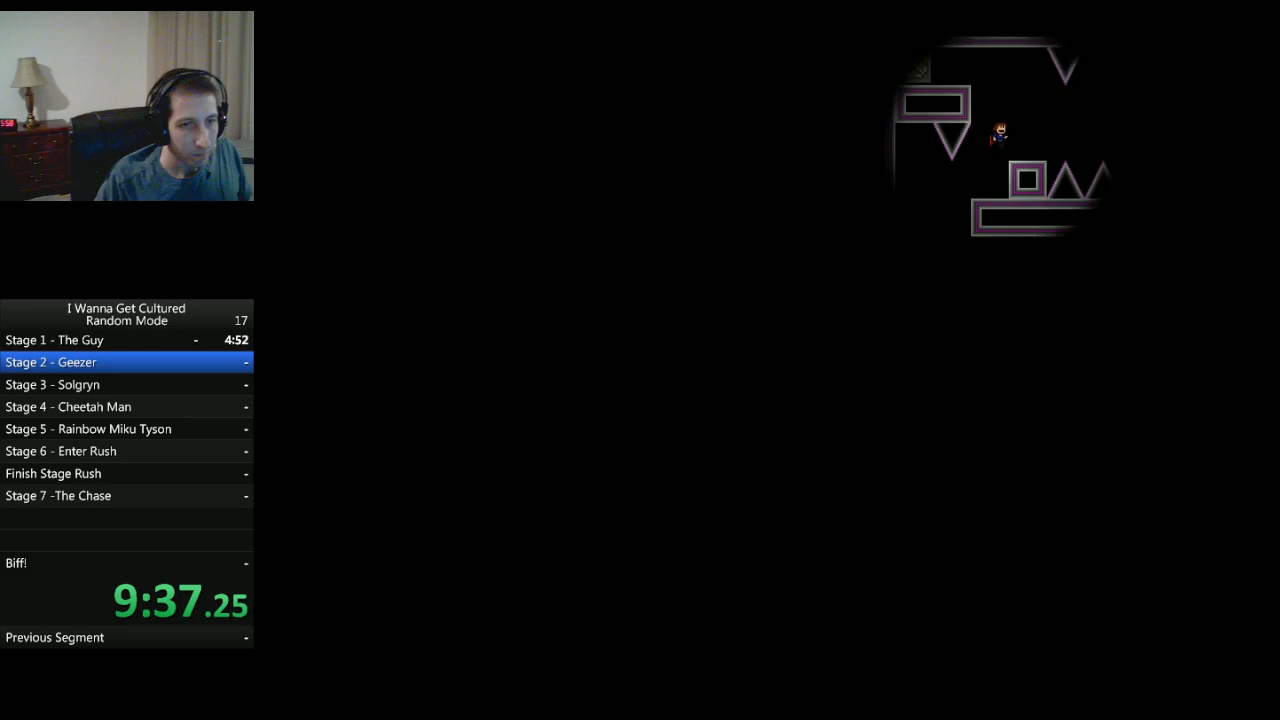 I Wanna Get Cultured
Random Mode 17
Stage 1 - The Guy - 4:52
Stage 2 - Geezer -
Stage 3 - Solgryn -
Stage 4 - Cheetah Man -
Stage 5 - Rainbow Miku Tyson -
Stage 6 - Enter Rush -
Finish Stage Rush -
Stage 7 -The Chase -
Biff! -
9:37.25
Previous Segment -